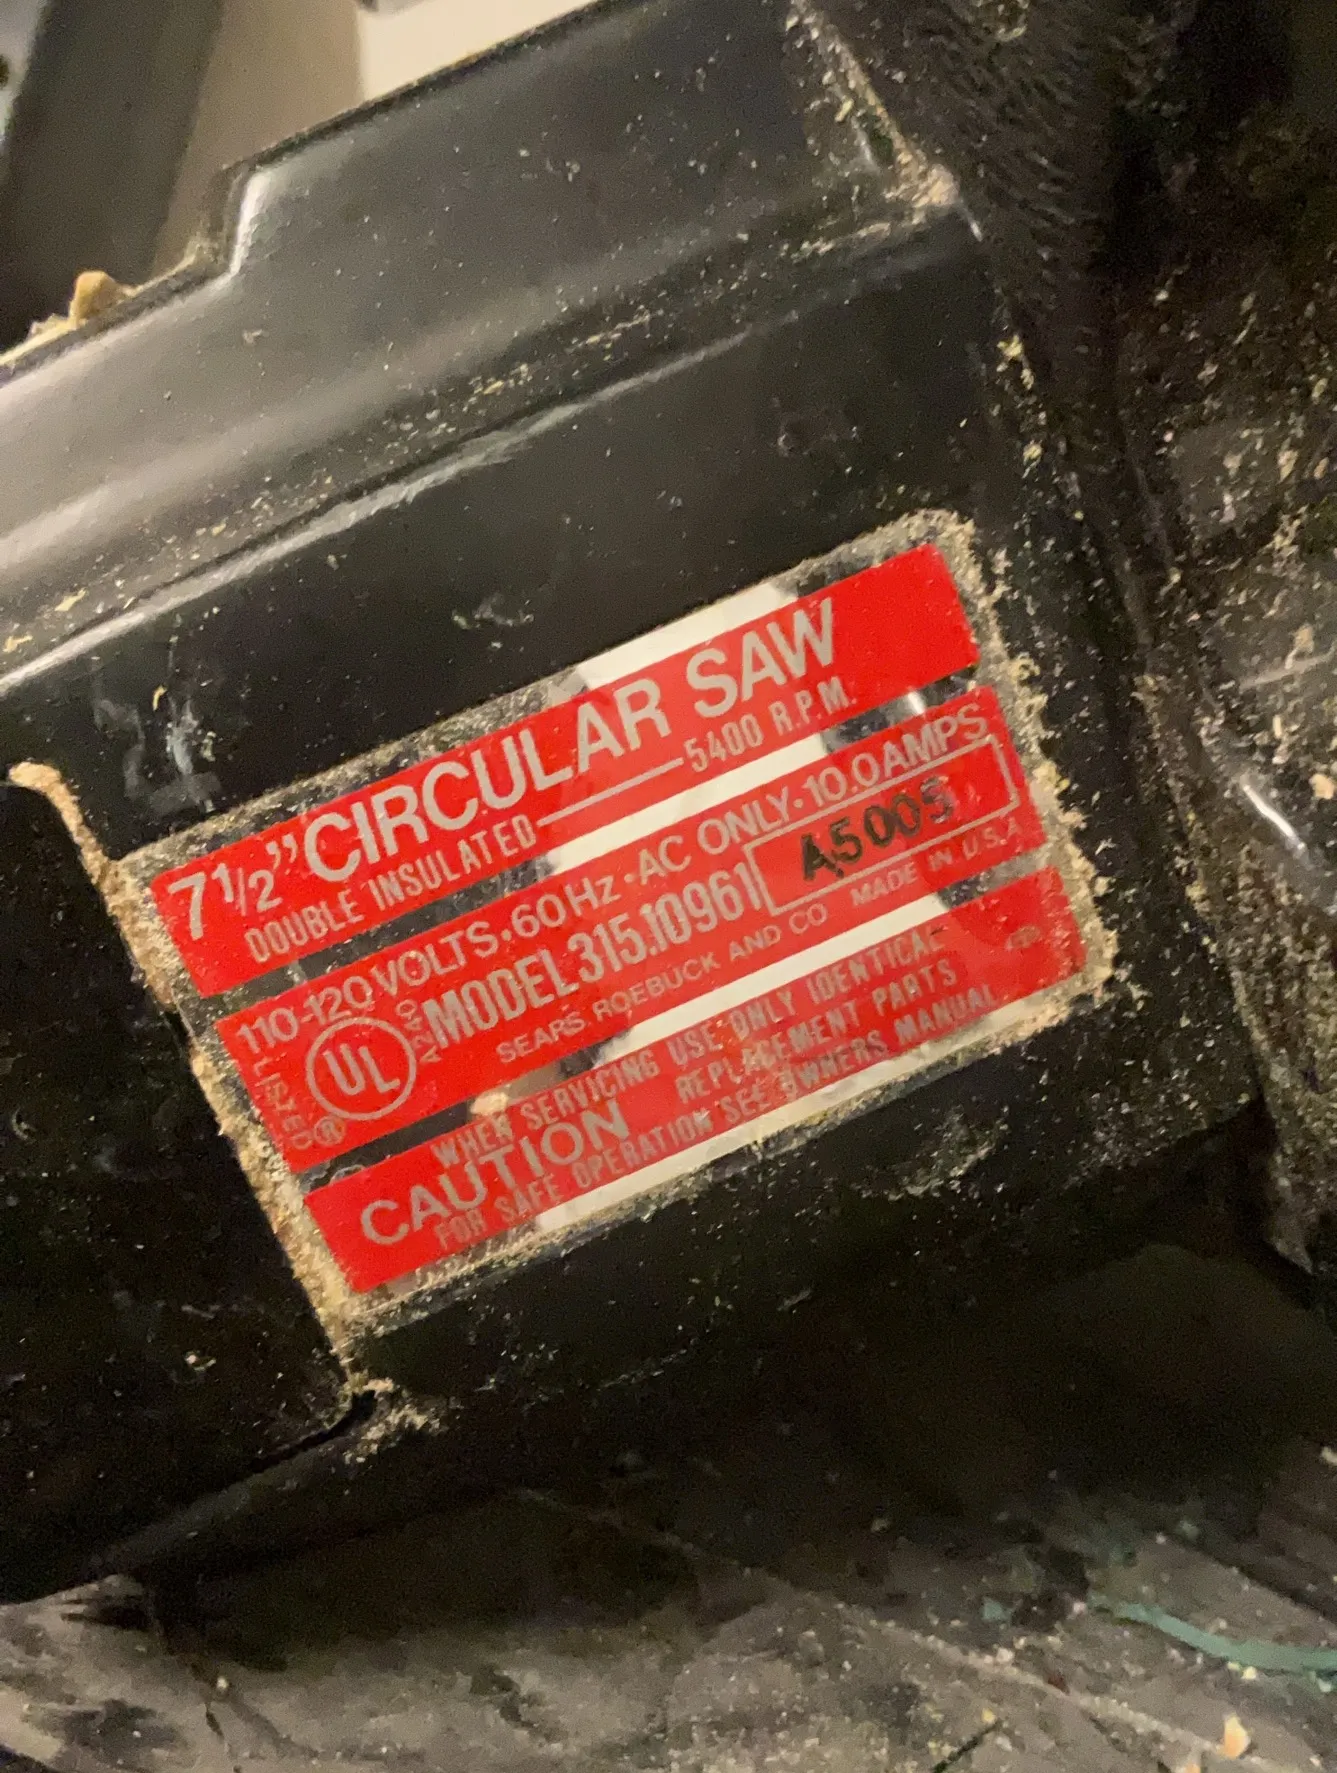 7 1/2" CIRCULAR SAW
DOUBLE INSULATED 5400 R.P.M.
110-120 VOLTS.60Hz.AC ONLY.10.0 AMPS
UL A240 MODEL 315.10961 A5005
LISTED ®
SEARS. ROEBUCK AND CO MADE IN U.S.A
WHEN SERVICING USE ONLY IDENTICAL
REPLACEMENT PARTS
CAUTION
FOR SAFE OPERATION SEE OWNERS MANUAL